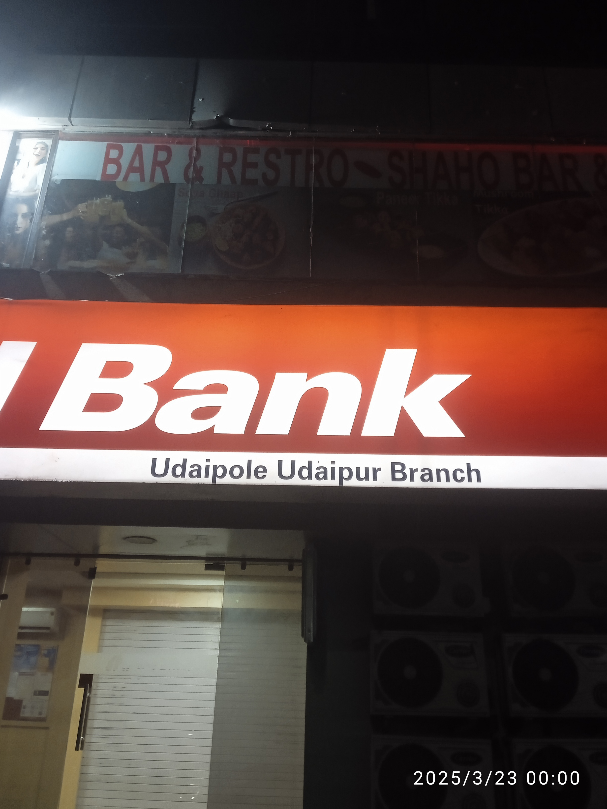 BAR & RESTRO SHAHO BAR &
Bank
Udaipole Udaipur Branch
2025/3/23 00:00